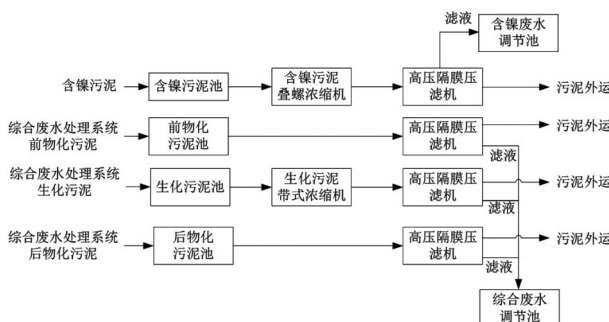 滤液
含镍废水
调节池
含镍污泥
含镍污泥池
含镍污泥
叠螺浓缩机
高压隔膜压
滤机
污泥外运
综合废水处理系统
前物化污泥
前物化
污泥池
高压隔膜压
滤机
污泥外运
滤液
综合废水处理系统
生化污泥
生化污泥池
生化污泥
带式浓缩机
高压隔膜压
滤机
污泥外运
滤液
综合废水处理系统
后物化污泥
后物化
污泥池
高压隔膜压
滤机
污泥外运
滤液
综合废水
调节池